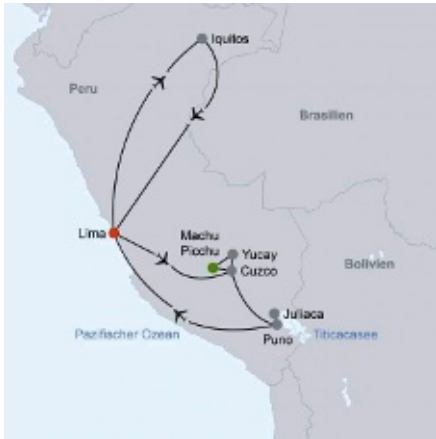 Iquitos
Peru
Brasilien
Lima
Machu
Picchu
Yucay
Cuzco
Bolivien
Juliaca
Pazifischer Ozean
Puno
Titicacasee